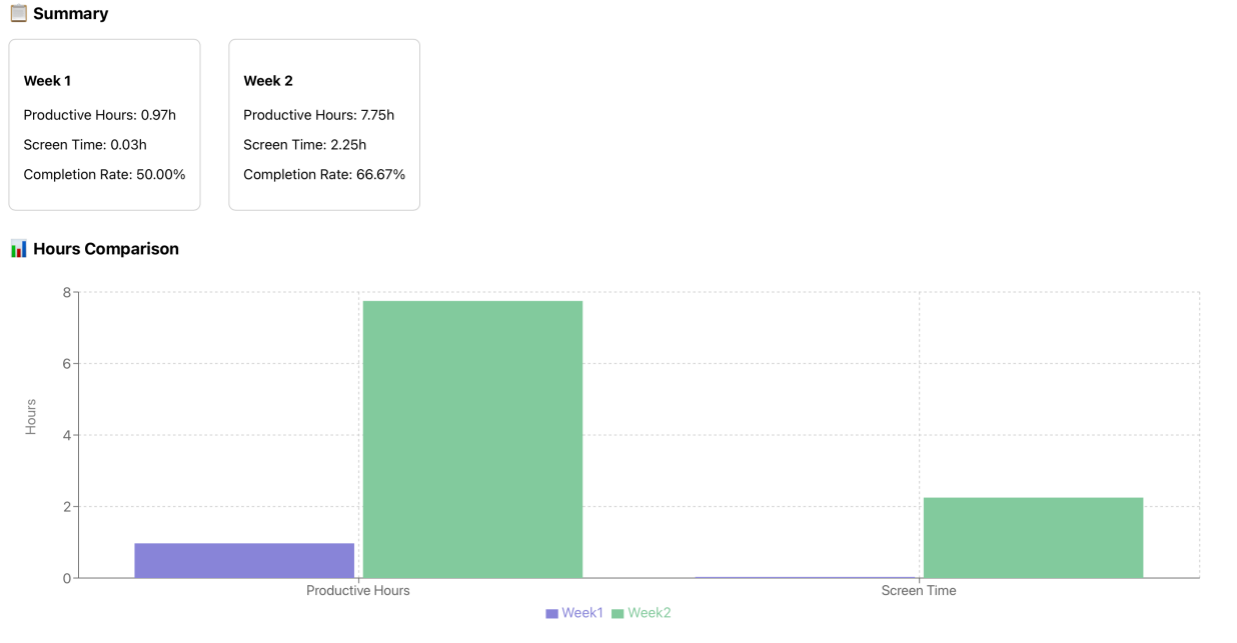 Summary
Week 1
Productive Hours: 0.97h
Screen Time: 0.03h
Completion Rate: 50.00%
Week 2
Productive Hours: 7.75h
Screen Time: 2.25h
Completion Rate: 66.67%
Hours Comparison
8
6
4
2
0
Hours
Productive Hours
Screen Time
Week1
Week2